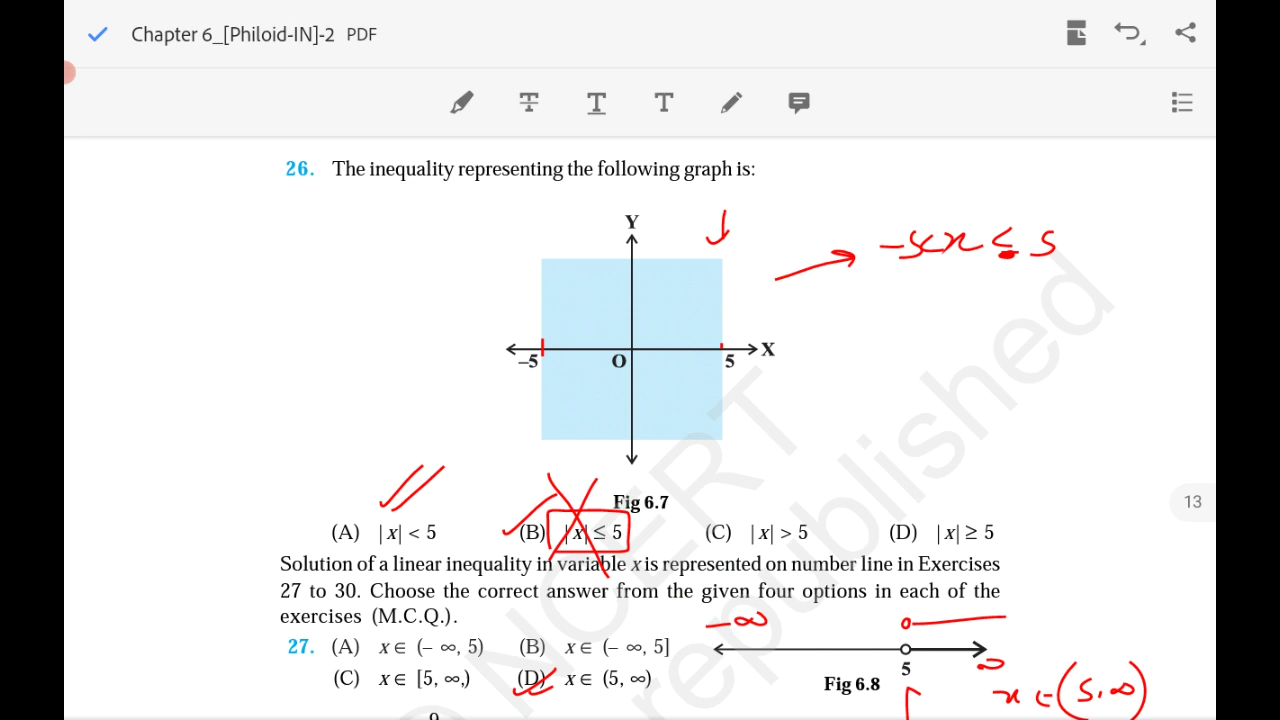 Chapter 6_[Philoid-IN]-2 PDF
26. The inequality representing the following graph is:
Y
-5<x ≤ 5
–5 O 5 X
Fig 6.7
13
(A) |x| < 5 (B) |x| ≤ 5 (C) |x| > 5 (D) |x| ≥ 5
Solution of a linear inequality in variable x is represented on number line in Exercises
27 to 30. Choose the correct answer from the given four options in each of the
exercises (M.C.Q.).
-∞
27. (A) x∈ (– ∞, 5) (B) x∈ (– ∞, 5]
5 ∞
(C) x∈ [5, ∞,) (D) x∈ (5, ∞)
Fig 6.8
x ∈ (5, ∞)
NCERT
republished